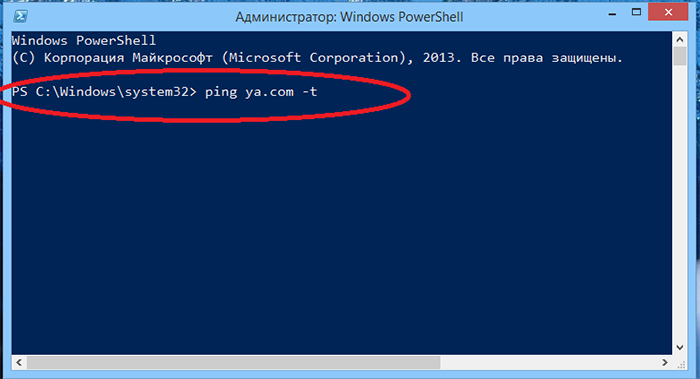 Администратор: Windows PowerShell
Windows PowerShell
(C) Корпорация Майкрософт (Microsoft Corporation), 2013. Все права защищены.
PS C:\Windows\system32> ping ya.com -t